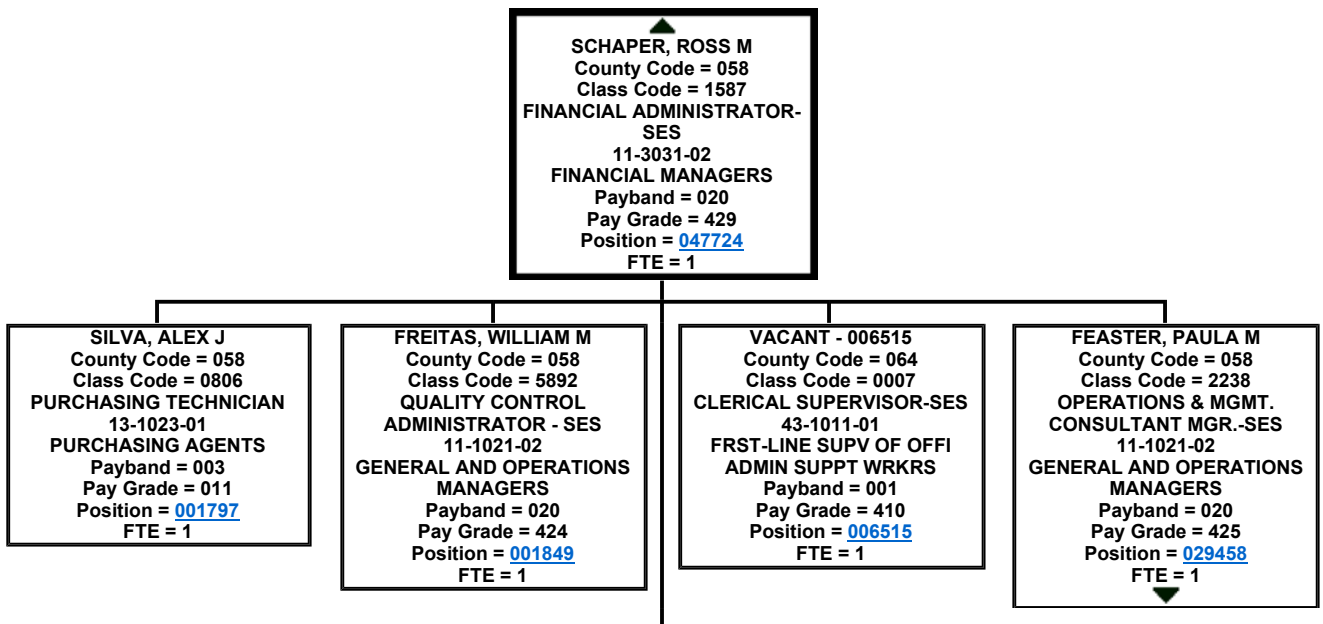 SCHAPER, ROSS M
County Code = 058
Class Code = 1587
FINANCIAL ADMINISTRATOR-
SES
11-3031-02
FINANCIAL MANAGERS
Payband = 020
Pay Grade = 429
Position = 047724
FTE = 1
SILVA, ALEX J
County Code = 058
Class Code = 0806
PURCHASING TECHNICIAN
13-1023-01
PURCHASING AGENTS
Payband = 003
Pay Grade = 011
Position = 001797
FTE = 1
FREITAS, WILLIAM M
County Code = 058
Class Code = 5892
QUALITY CONTROL
ADMINISTRATOR - SES
11-1021-02
GENERAL AND OPERATIONS
MANAGERS
Payband = 020
Pay Grade = 424
Position = 001849
FTE = 1
VACANT - 006515
County Code = 064
Class Code = 0007
CLERICAL SUPERVISOR-SES
43-1011-01
FRST-LINE SUPV OF OFFI
ADMIN SUPPT WRKRS
Payband = 001
Pay Grade = 410
Position = 006515
FTE = 1
FEASTER, PAULA M
County Code = 058
Class Code = 2238
OPERATIONS & MGMT.
CONSULTANT MGR.-SES
11-1021-02
GENERAL AND OPERATIONS
MANAGERS
Payband = 020
Pay Grade = 425
Position = 029458
FTE = 1